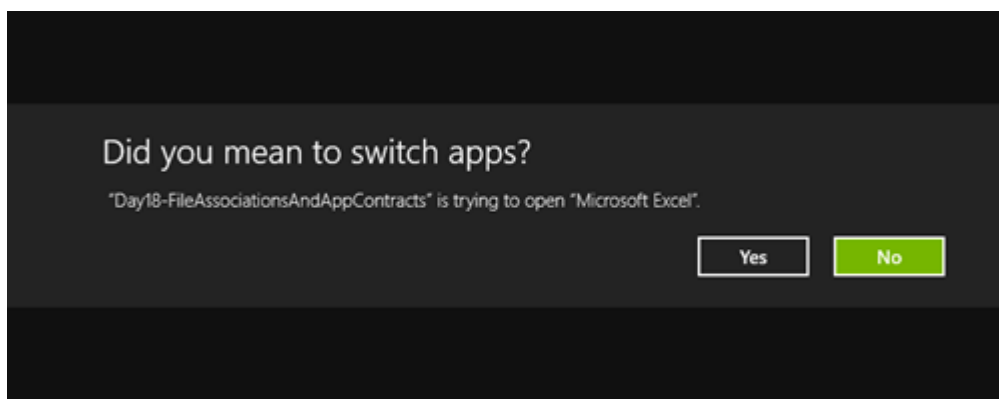 Did you mean to switch apps?
"Day18-FileAssociationsAndAppContracts" is trying to open "Microsoft Excel".
Yes No